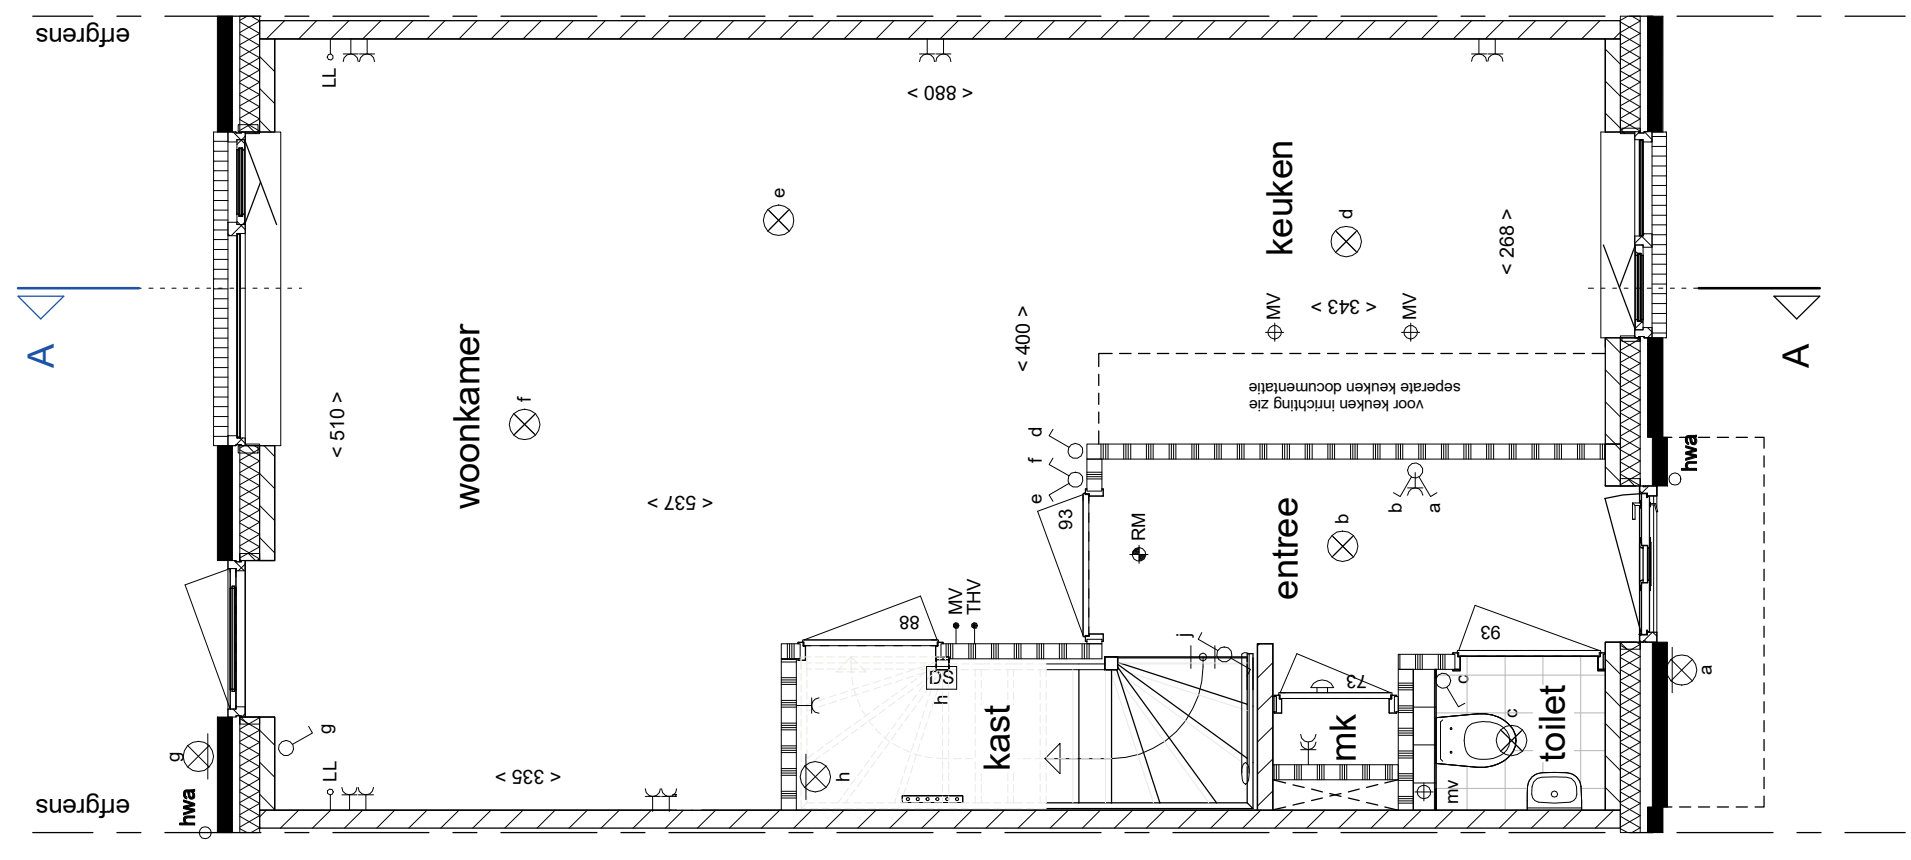 erfgrens
erfgrens
A
A
LL
< 880 >
e
keuken
d
< 268 >
MV
< 343 >
MV
woonkamer
f
< 510 >
< 400 >
voor keuken inrichting zie
seperate keuken documentatie
< 537 >
d
f
e
93
RM
entree
b
b
a
hwa
MV
THV
88
j
93
DS
h
kast
h
73
mk
c
c
toilet
mv
a
g
g
hwa
LL
< 335 >